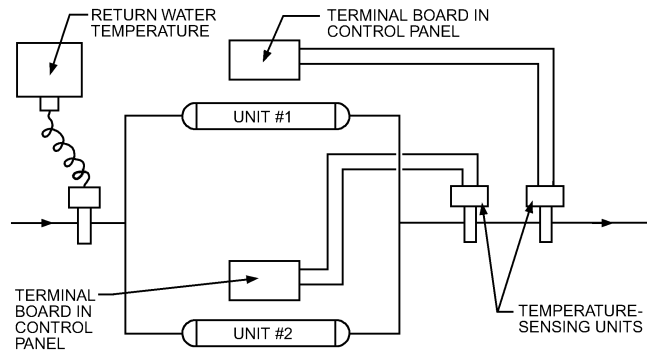 RETURN WATER
TEMPERATURE
TERMINAL BOARD IN
CONTROL PANEL
UNIT #1
TERMINAL
BOARD IN
CONTROL
PANEL
UNIT #2
TEMPERATURE-
SENSING UNITS